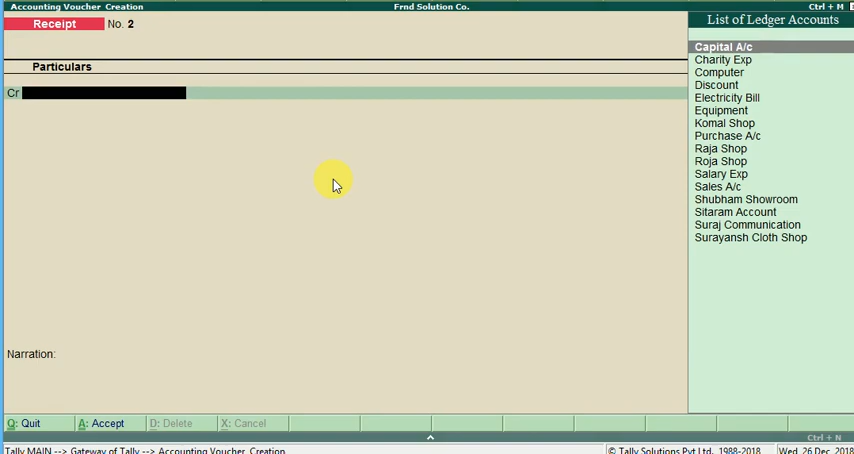 Accounting Voucher Creation Frnd Solution Co. Ctrl + M
Receipt No. 2
List of Ledger Accounts
Particulars
Cr
Capital A/c
Charity Exp
Computer
Discount
Electricity Bill
Equipment
Komal Shop
Purchase A/c
Raja Shop
Roja Shop
Salary Exp
Sales A/c
Shubham Showroom
Sitaram Account
Suraj Communication
Surayansh Cloth Shop
Narration:
Q: Quit A: Accept D: Delete X: Cancel
Ctrl + N
Tally MAIN --> Gateway of Tally --> Accounting Voucher Creation © Tally Solutions Pvt Ltd., 1988-2018 Wed, 26 Dec, 2018